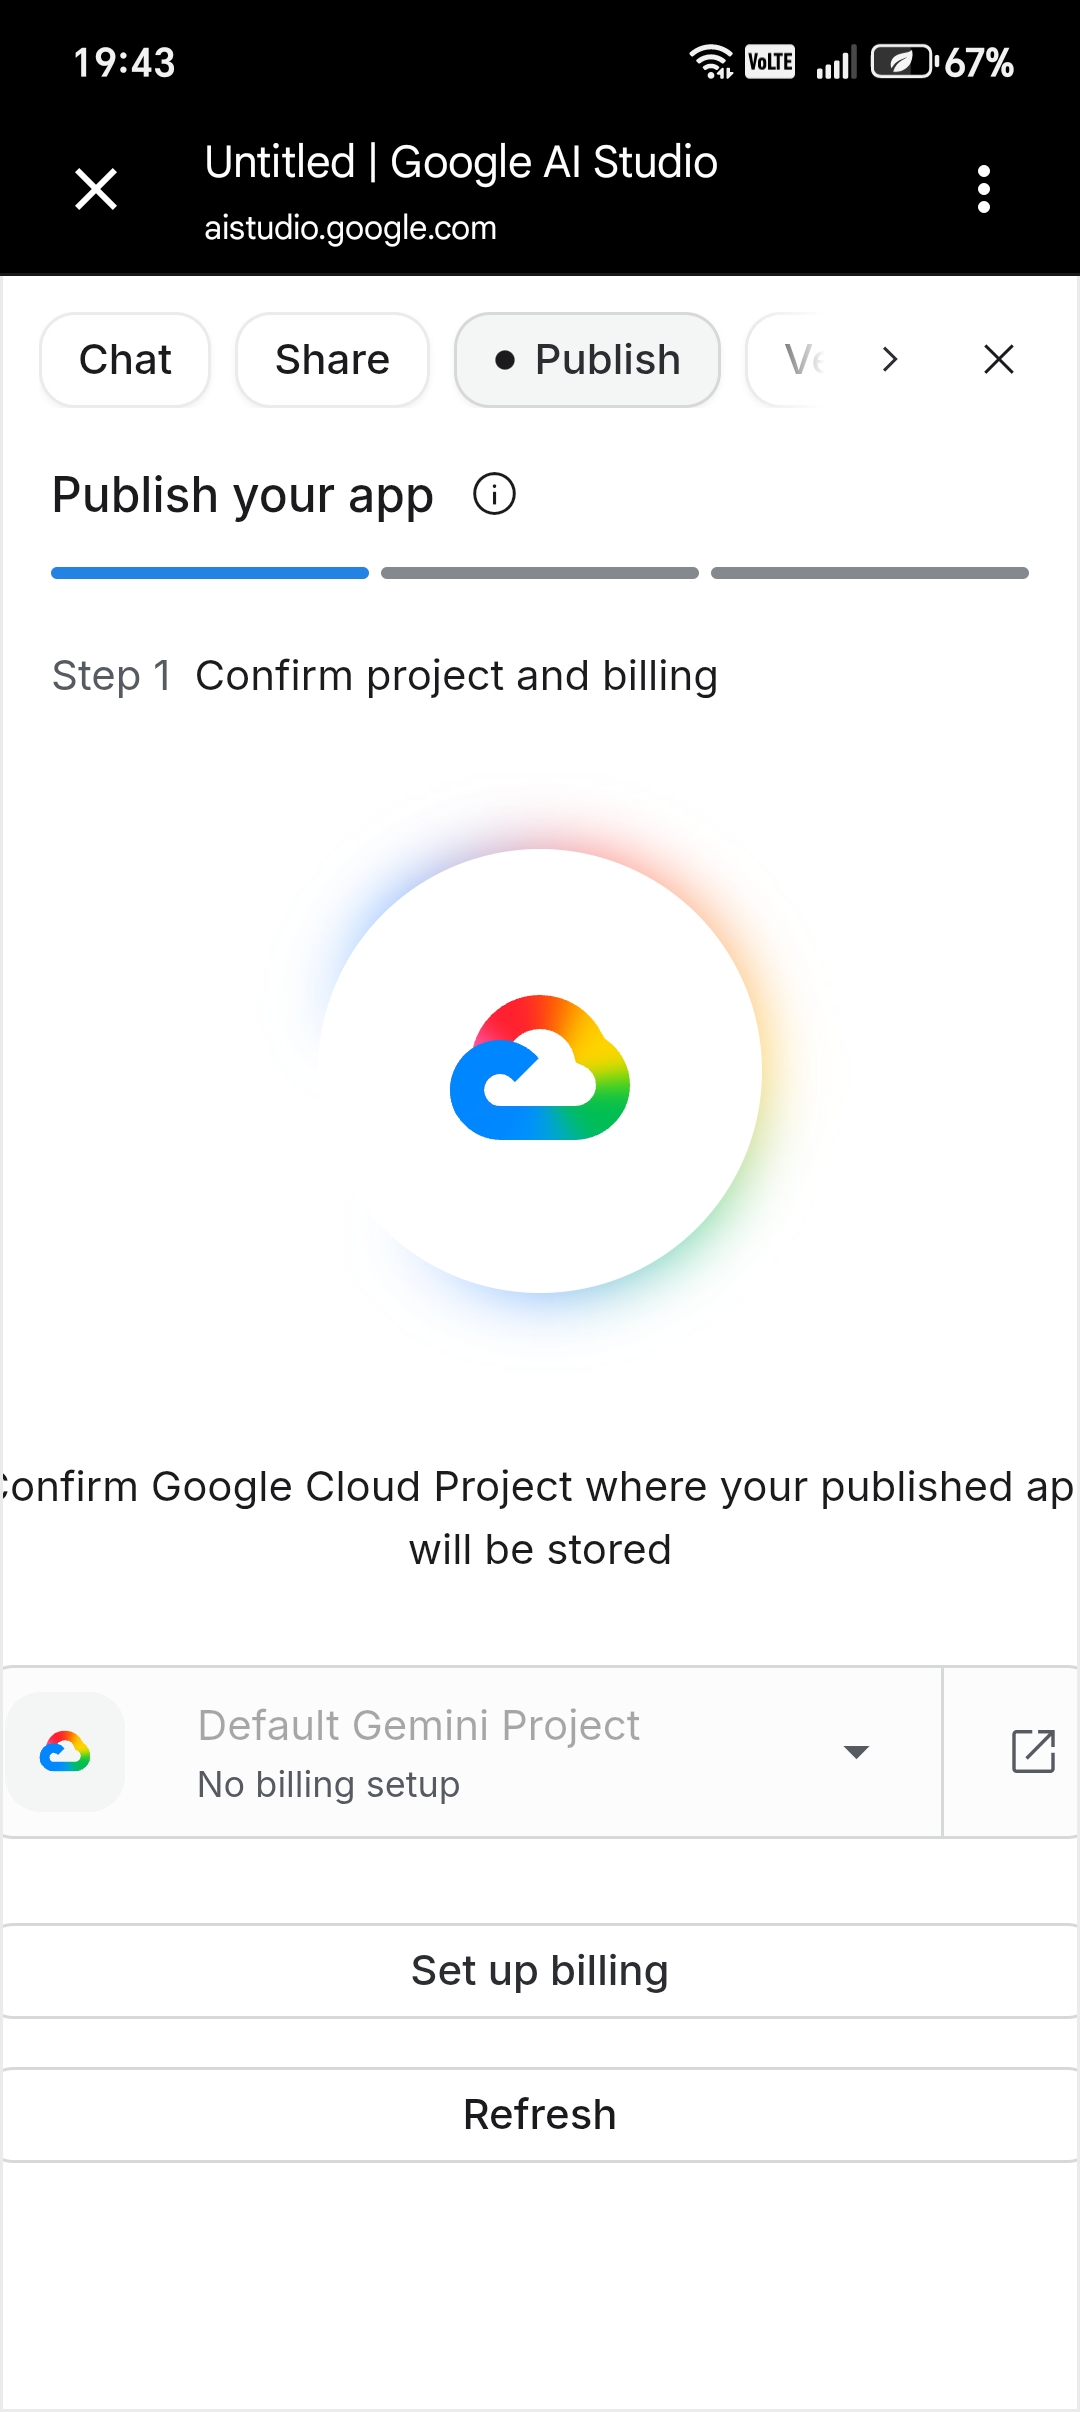 19:43
VoLTE
67%
Untitled | Google AI Studio
aistudio.google.com
Chat
Share
Publish
Publish your app
Step 1 Confirm project and billing
Google Cloud Project where your published
will be stored
Default Gemini Project
No billing setup
Set up billing
Refresh